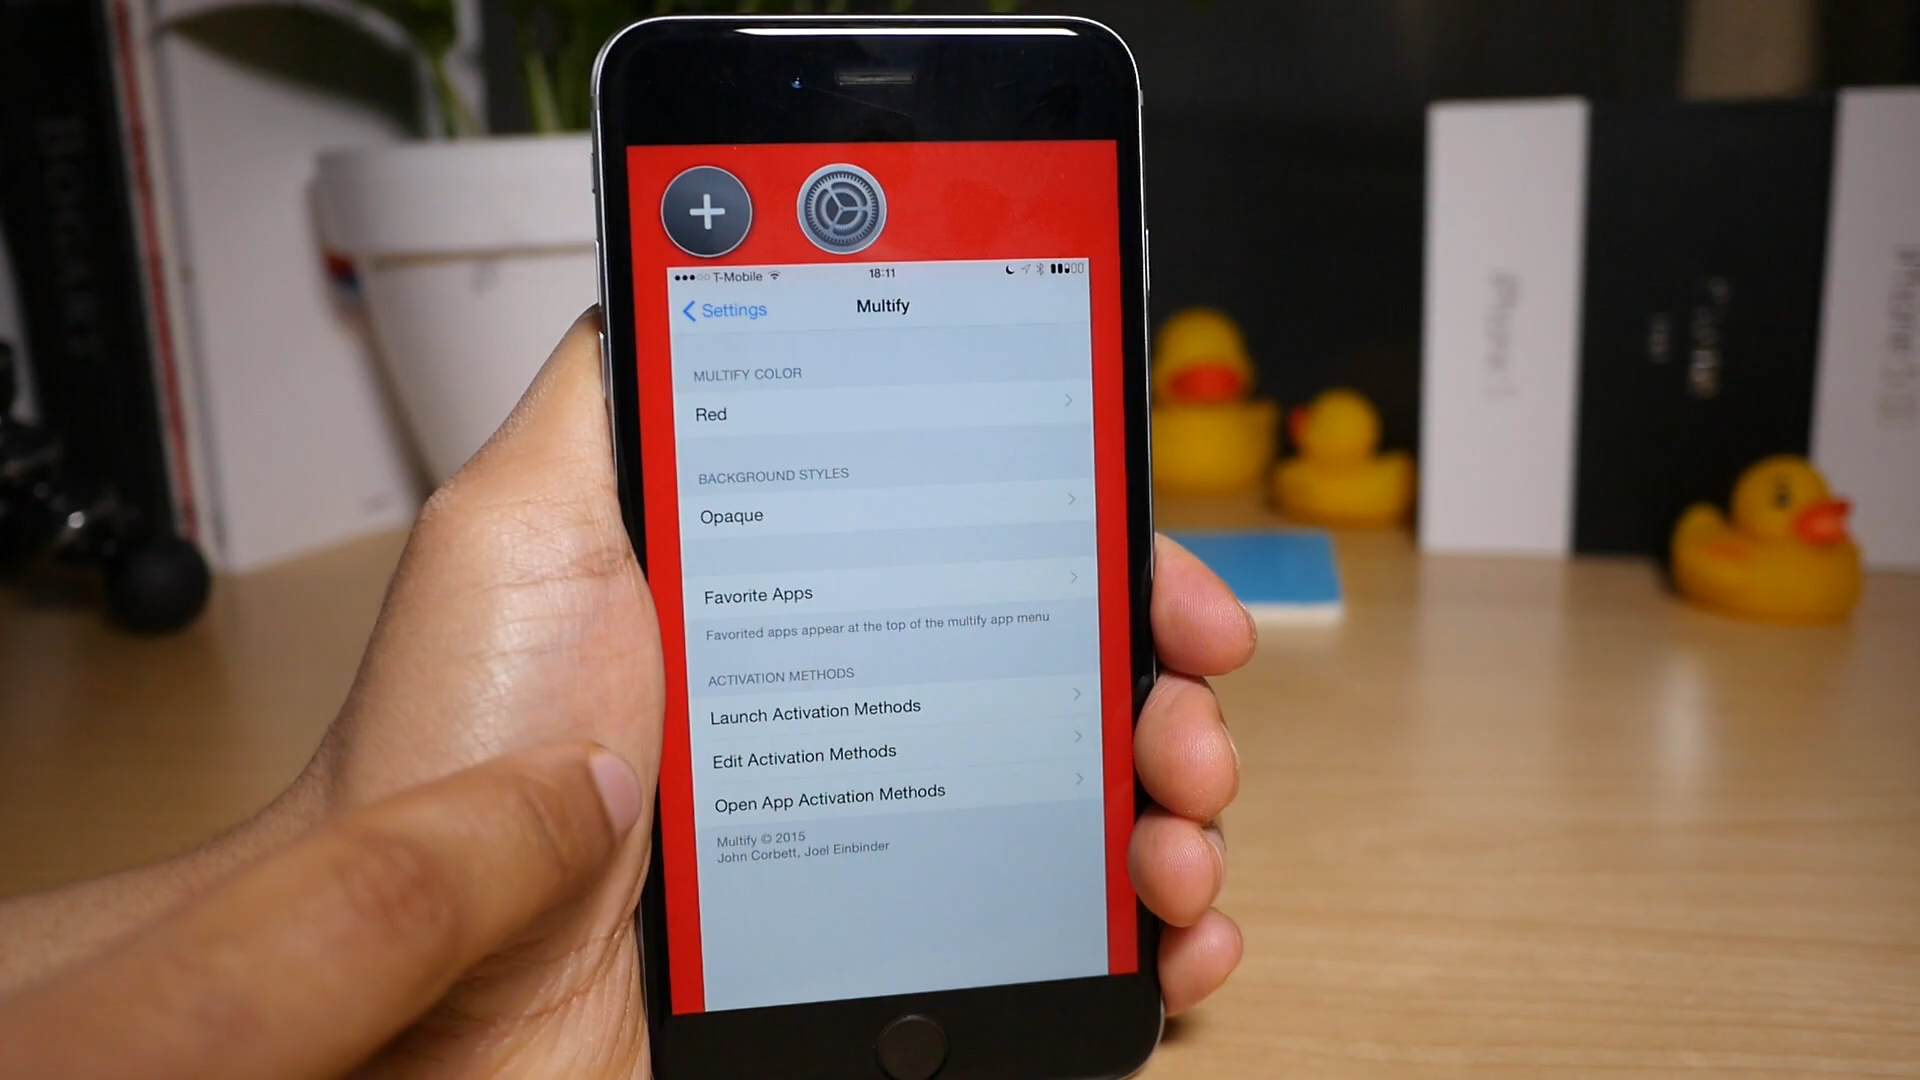 BOGART
T-Mobile
18:11
Settings
Multify
MULTIFY COLOR
Red
BACKGROUND STYLES
Opaque
Favorite Apps
Favorited apps appear at the top of the multify app menu
ACTIVATION METHODS
Launch Activation Methods
Edit Activation Methods
Open App Activation Methods
Multify © 2015
John Corbett, Joel Einbinder